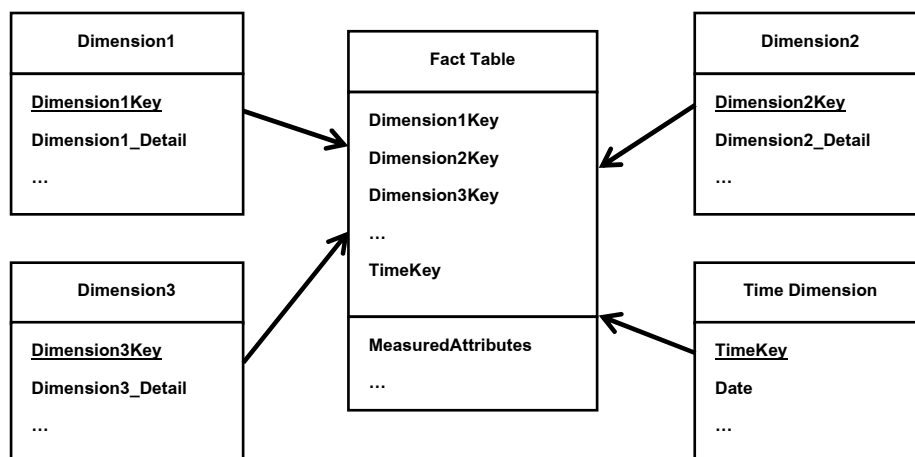 Dimension1
Dimension1Key
Dimension1_Detail
…
Fact Table
Dimension1Key
Dimension2Key
Dimension3Key
…
TimeKey
MeasuredAttributes
…
Dimension2
Dimension2Key
Dimension2_Detail
…
Dimension3
Dimension3Key
Dimension3_Detail
…
Time Dimension
TimeKey
Date
…